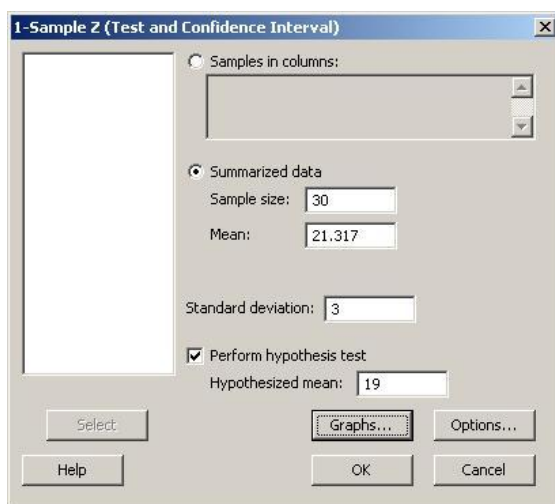 1-Sample Z (Test and Confidence Interval)
Samples in columns:
Summarized data
Sample size: 30
Mean: 21.317
Standard deviation: 3
Perform hypothesis test
Hypothesized mean: 19
Select Graphs... Options...
Help OK Cancel